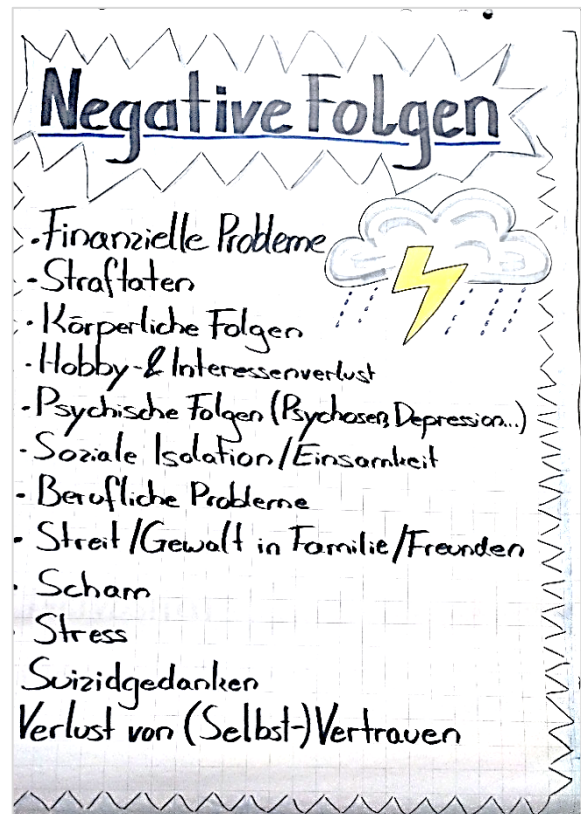 Negative Folgen
· Finanzielle Probleme
- Straftaten
· Körperliche Folgen
· Hobby- & Interessenverlust
- Psychische Folgen (Psychosen, Depression...)
- Soziale Isolation/Einsamkeit
- Berufliche Probleme
· Streit/Gewalt in Familie/Freunden
· Scham
· Stress
Suizidgedanken
Verlust von (Selbst-)Vertrauen